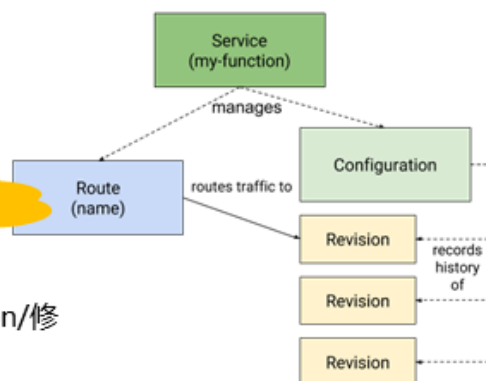 Service
(my-function)
manages
Configuration
Route
(name)
routes traffic to
Revision
records
history
of
Revision
Revision
n/修